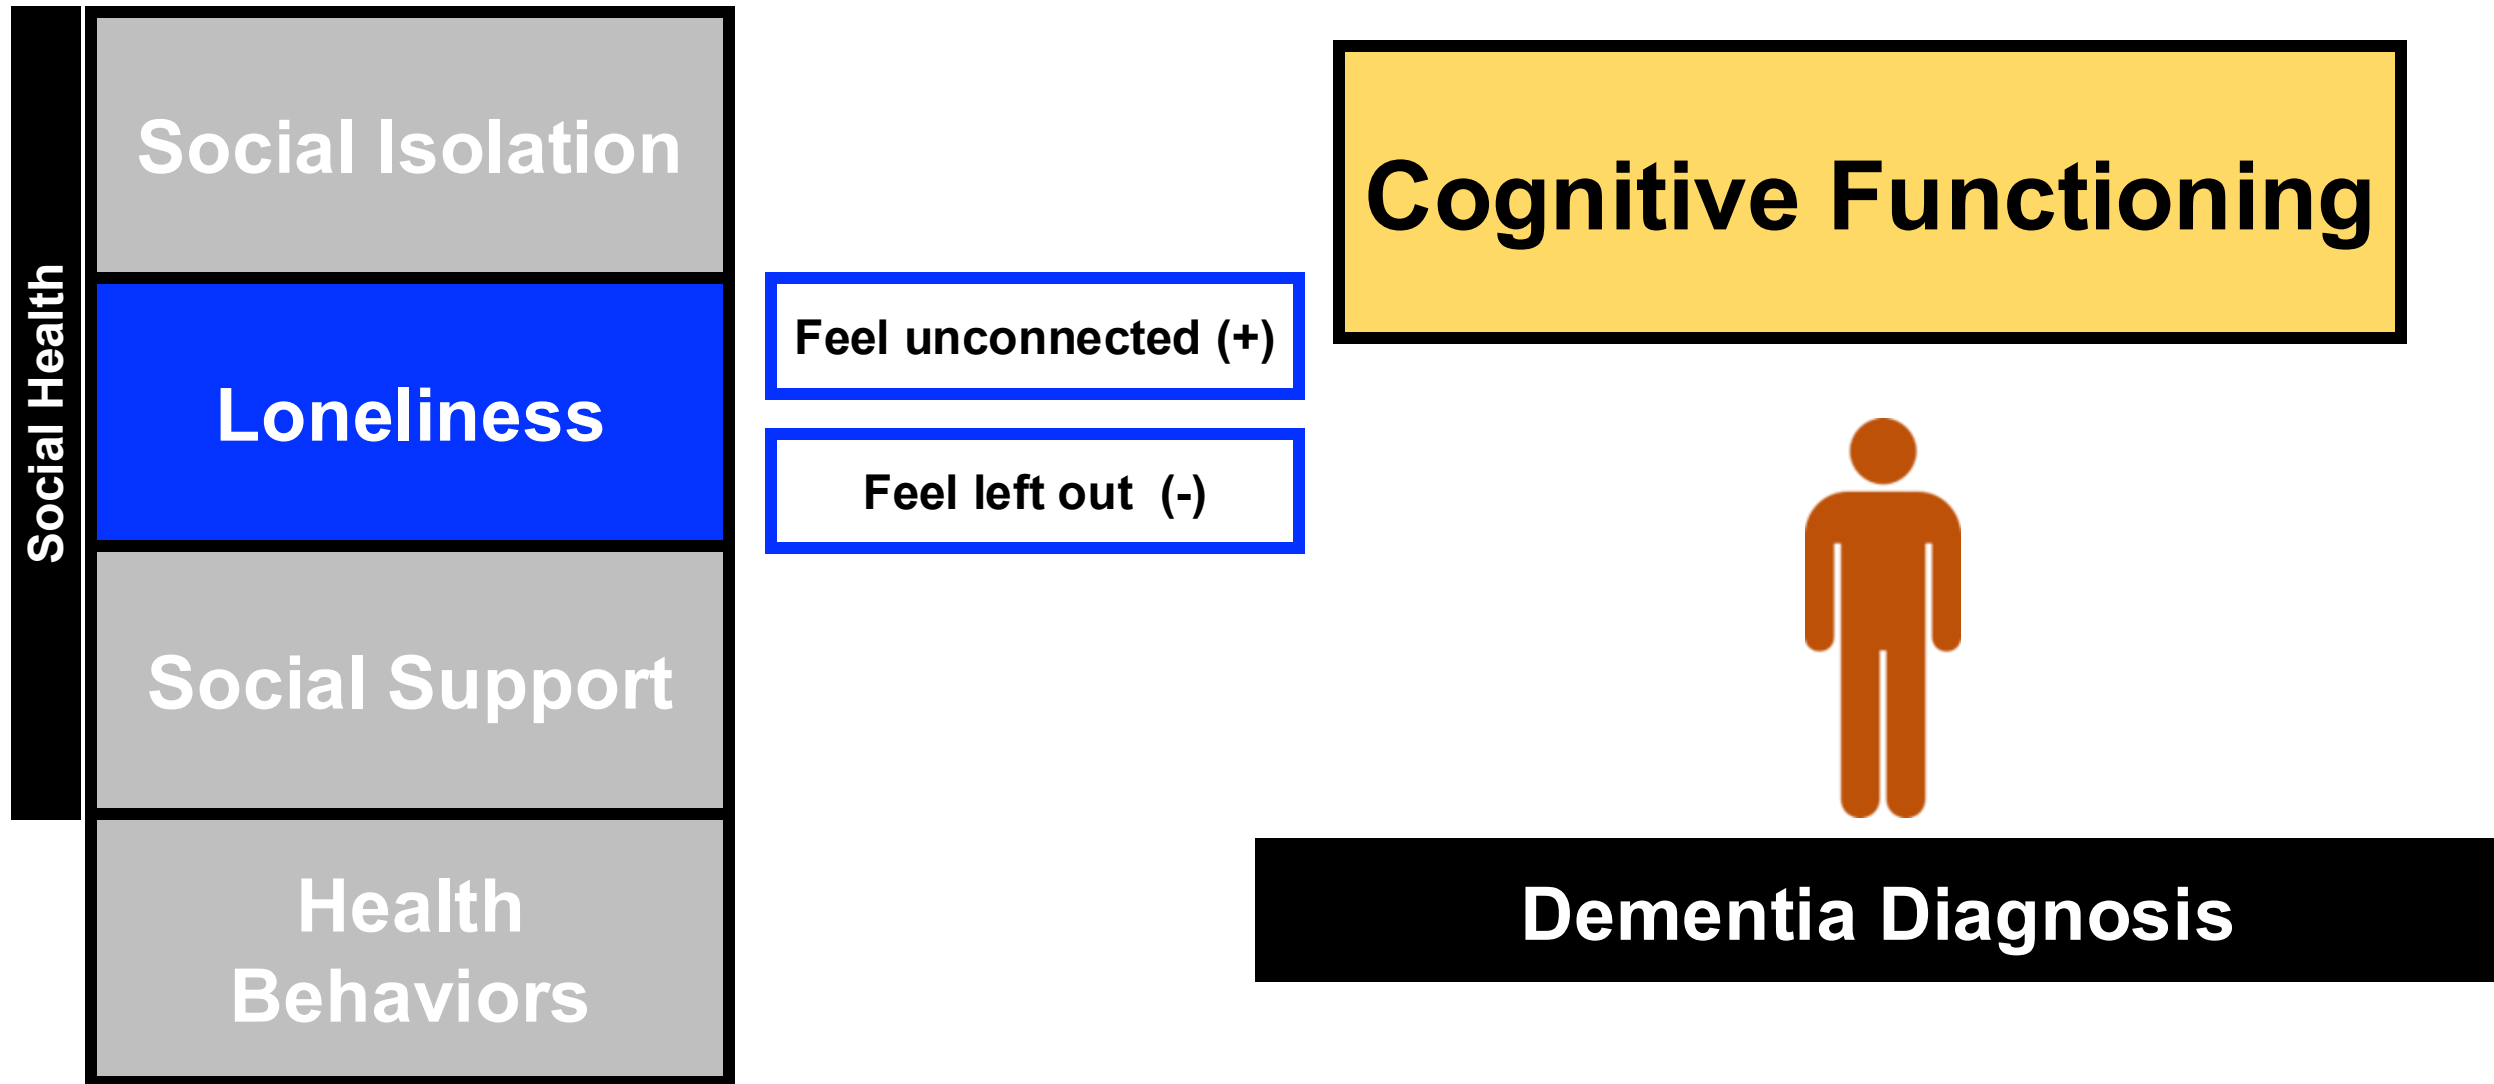 Social Health
Social Isolation
Loneliness
Social Support
Health
Behaviors
Feel unconnected (+)
Feel left out  (-)
Cognitive Functioning
Dementia Diagnosis